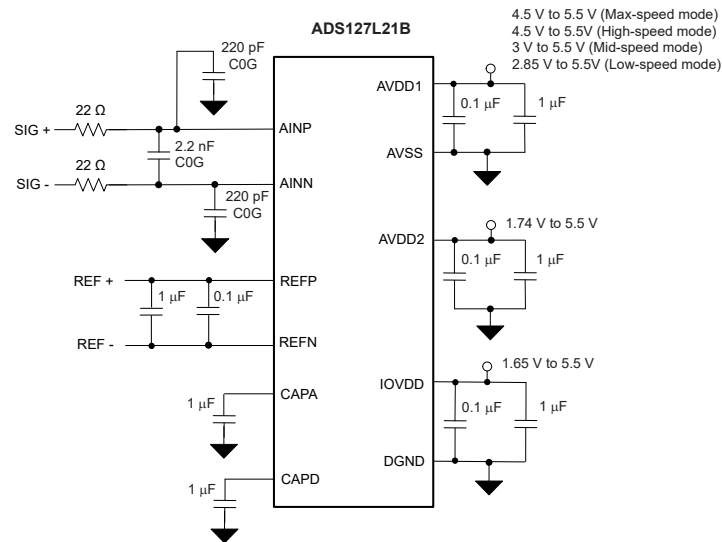 4.5 V to 5.5 V (Max-speed mode)
4.5 V to 5.5V (High-speed mode)
3 V to 5.5 V (Mid-speed mode)
2.85 V to 5.5V (Low-speed mode)
ADS127L21B
220 pF
C0G
AVDD1
0.1 μF
1 μF
22 Ω
SIG +
AINP
2.2 nF
C0G
AVSS
22 Ω
SIG -
AINN
220 pF
C0G
1.74 V to 5.5 V
AVDD2
0.1 μF
1 μF
REF +
REFP
1 μF
0.1 μF
REF -
REFN
1.65 V to 5.5 V
IOVDD
CAPA
1 μF
0.1 μF
1 μF
DGND
CAPD
1 μF